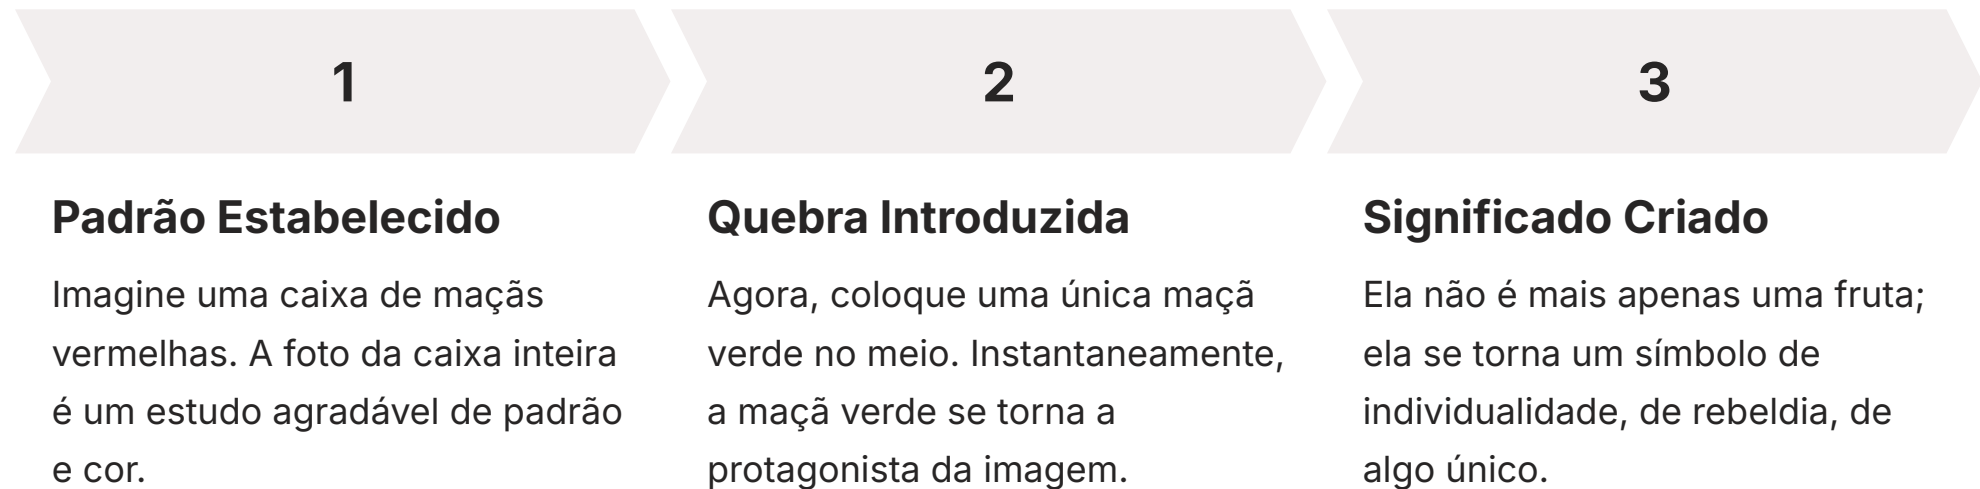 1
Padrão Estabelecido
Imagine uma caixa de maçãs
vermelhas. A foto da caixa inteira
é um estudo agradável de padrão
e cor.
2
Quebra Introduzida
Agora, coloque uma única maçã
verde no meio. Instantaneamente,
a maçã verde se torna a
protagonista da imagem.
3
Significado Criado
Ela não é mais apenas uma fruta;
ela se torna um símbolo de
individualidade, de rebeldia, de
algo único.